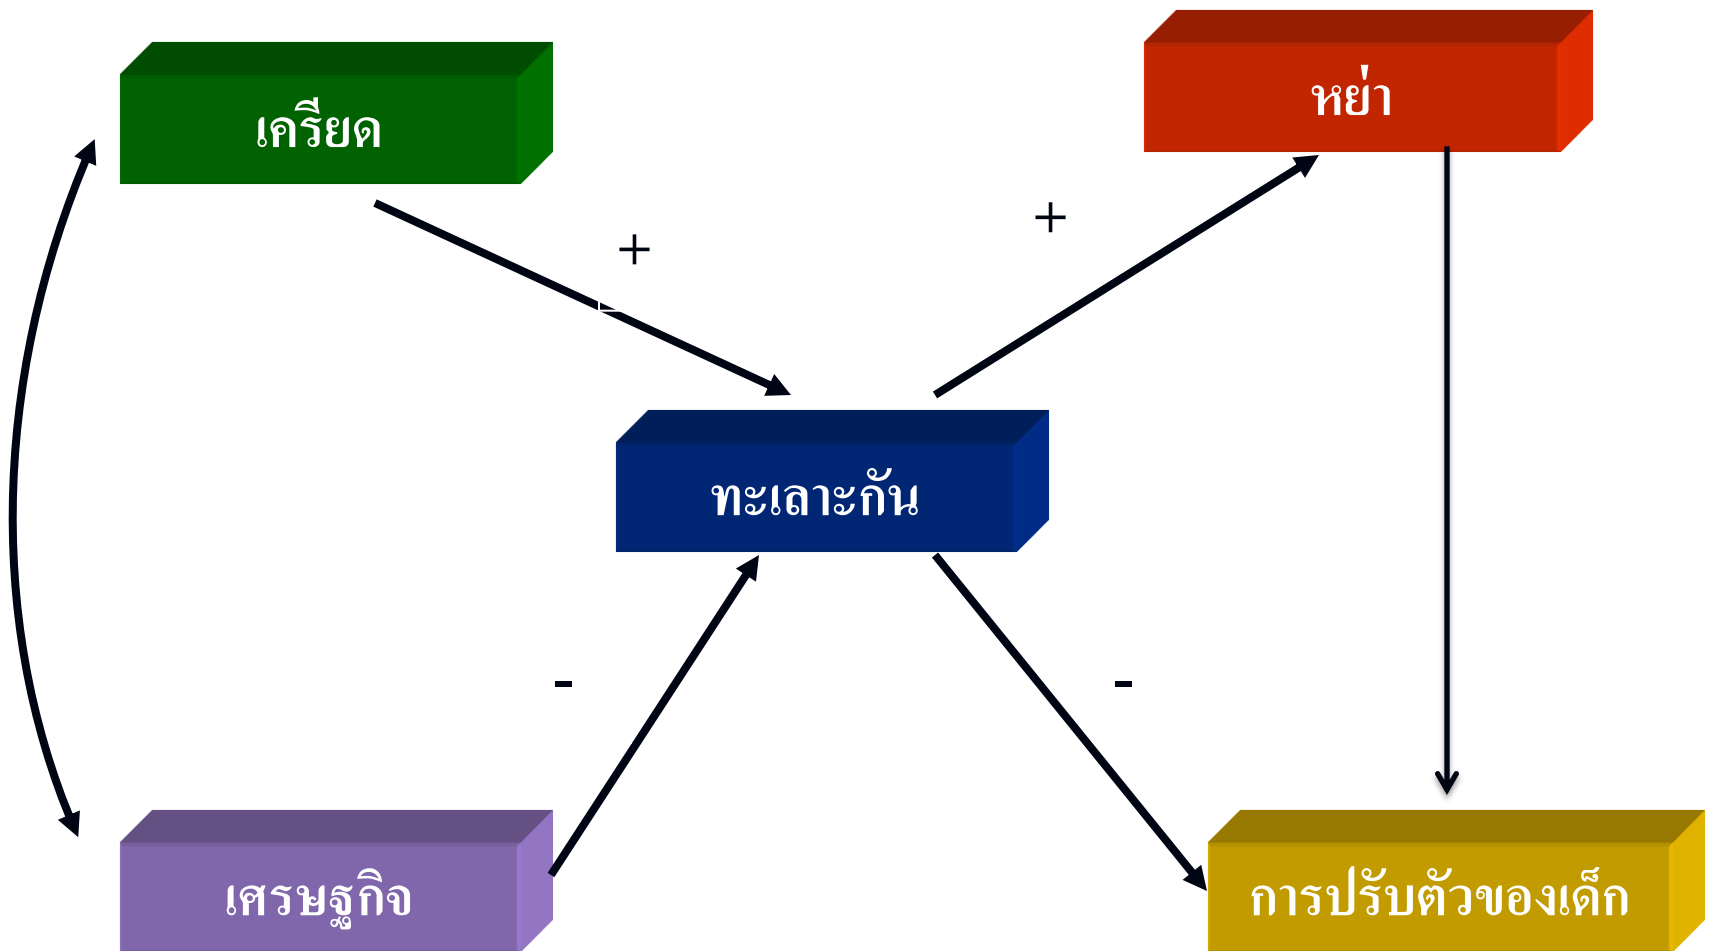 เครียด
หย่า
+
+
ทะเลาะกัน
-
-
เศรษฐกิจ
การปรับตัวของเด็ก